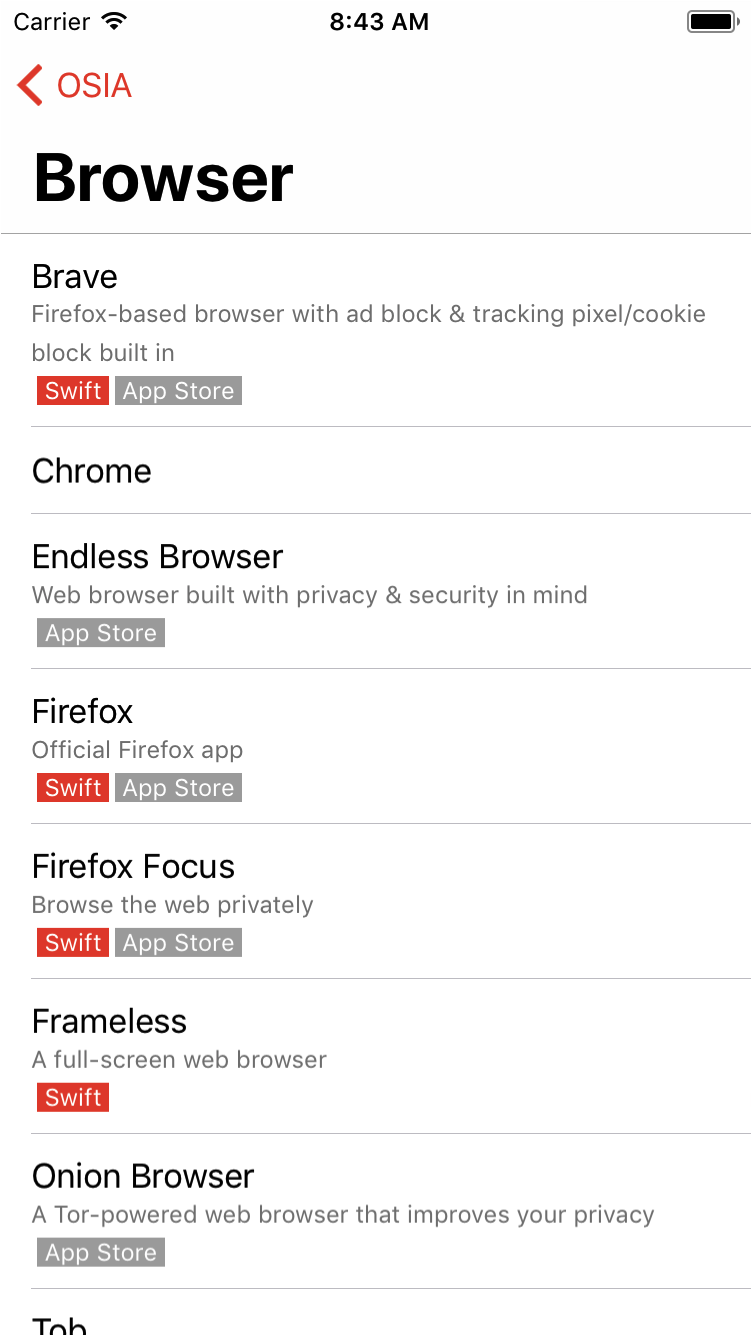 Carrier 8:43 AM
OSIA
Browser
Brave
Firefox-based browser with ad block & tracking pixel/cookie
block built in
Swift App Store
Chrome
Endless Browser
Web browser built with privacy & security in mind
App Store
Firefox
Official Firefox app
Swift App Store
Firefox Focus
Browse the web privately
Swift App Store
Frameless
A full-screen web browser
Swift
Onion Browser
A Tor-powered web browser that improves your privacy
App Store